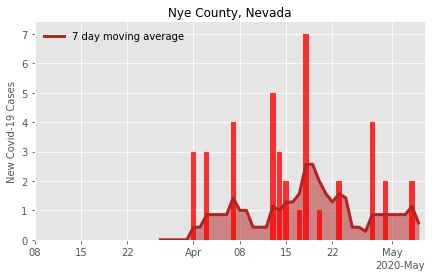 Nye County, Nevada
7 day moving average
New Covid-19 Cases
7
6
5
4
3
2
1
0
08 15 22 Apr 08 15 22 May
2020-May